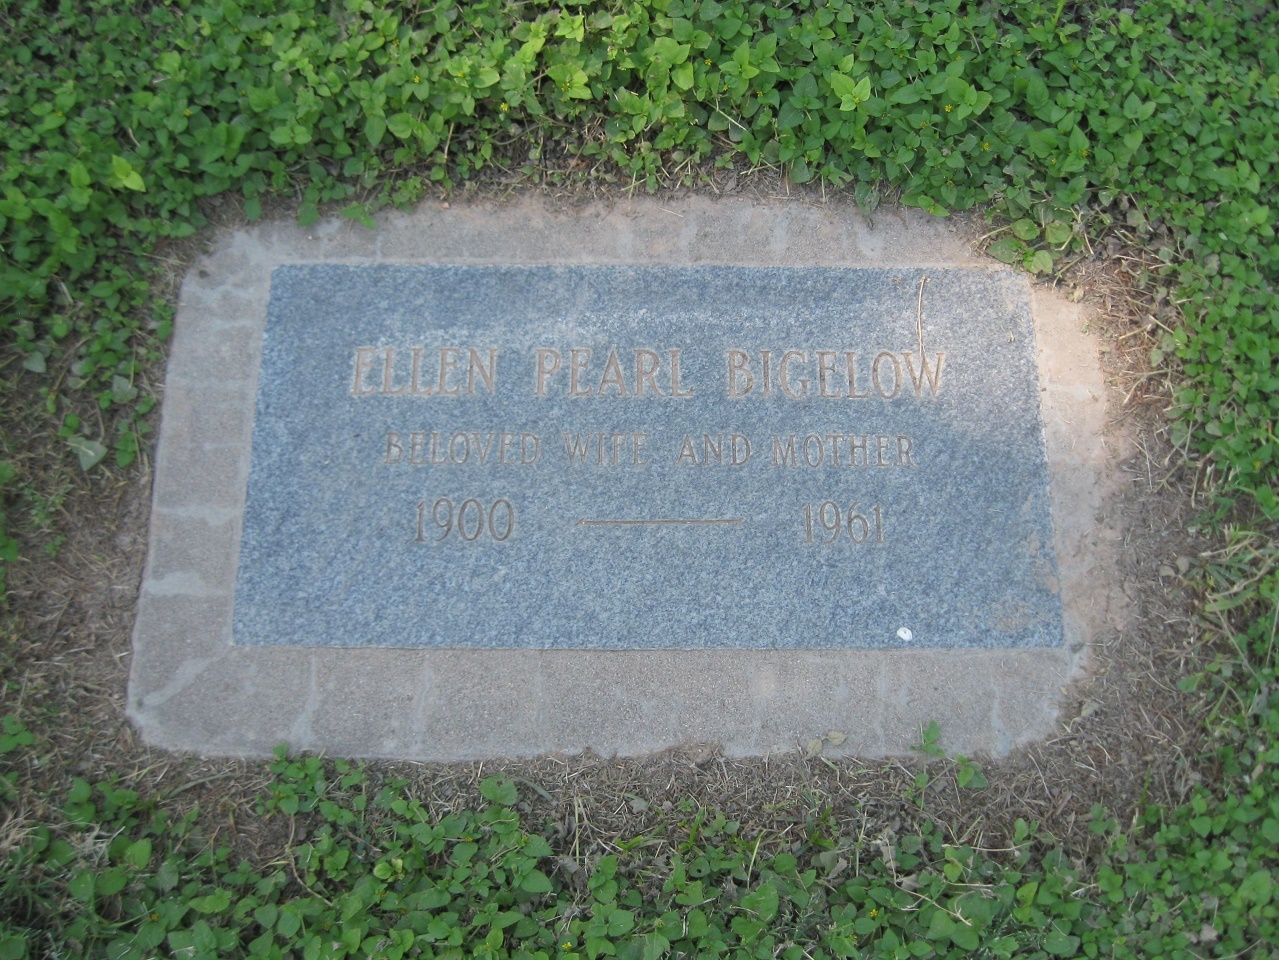 ELLEN PEARL BIGELOW
BELOVED WIFE AND MOTHER
1900 — 1961